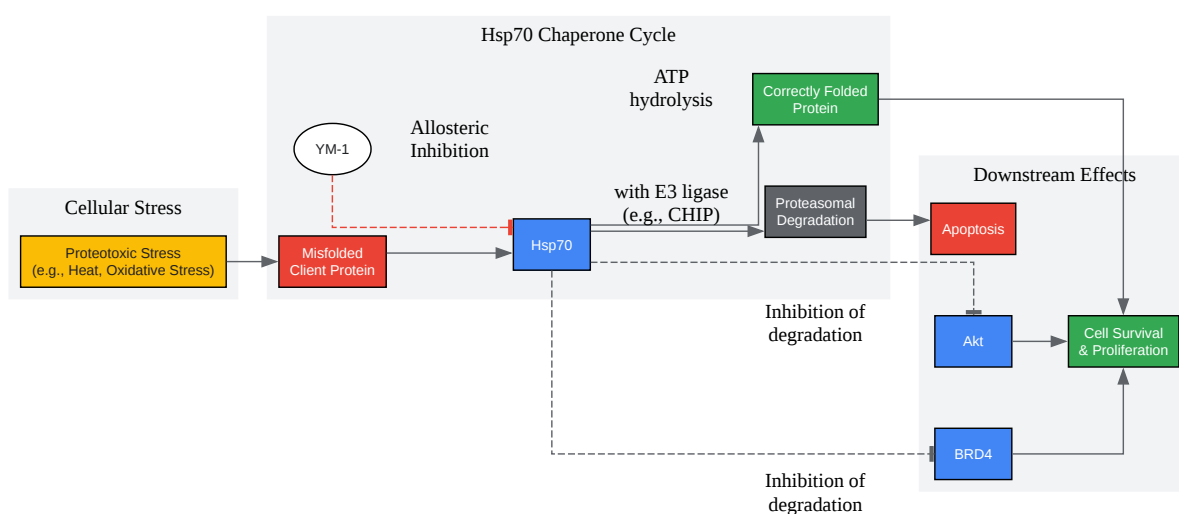 Hsp70 Chaperone Cycle
ATP
hydrolysis
Correctly Folded
Protein
Allosteric
Inhibition
YM-1
Cellular Stress
Proteotoxic Stress
(e.g., Heat, Oxidative Stress)
Misfolded
Client Protein
Hsp70
with E3 ligase
(e.g., CHIP)
Proteasomal
Degradation
Downstream Effects
Apoptosis
Inhibition of
degradation
Akt
Cell Survival
& Proliferation
BRD4
Inhibition of
degradation